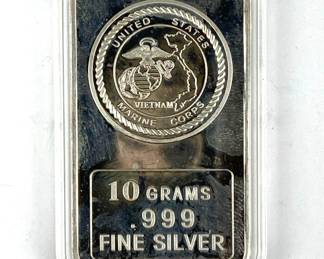 UNITED STATES
VIETNAM
MARINE CORPS
10 GRAMS
.999
FINE SILVER